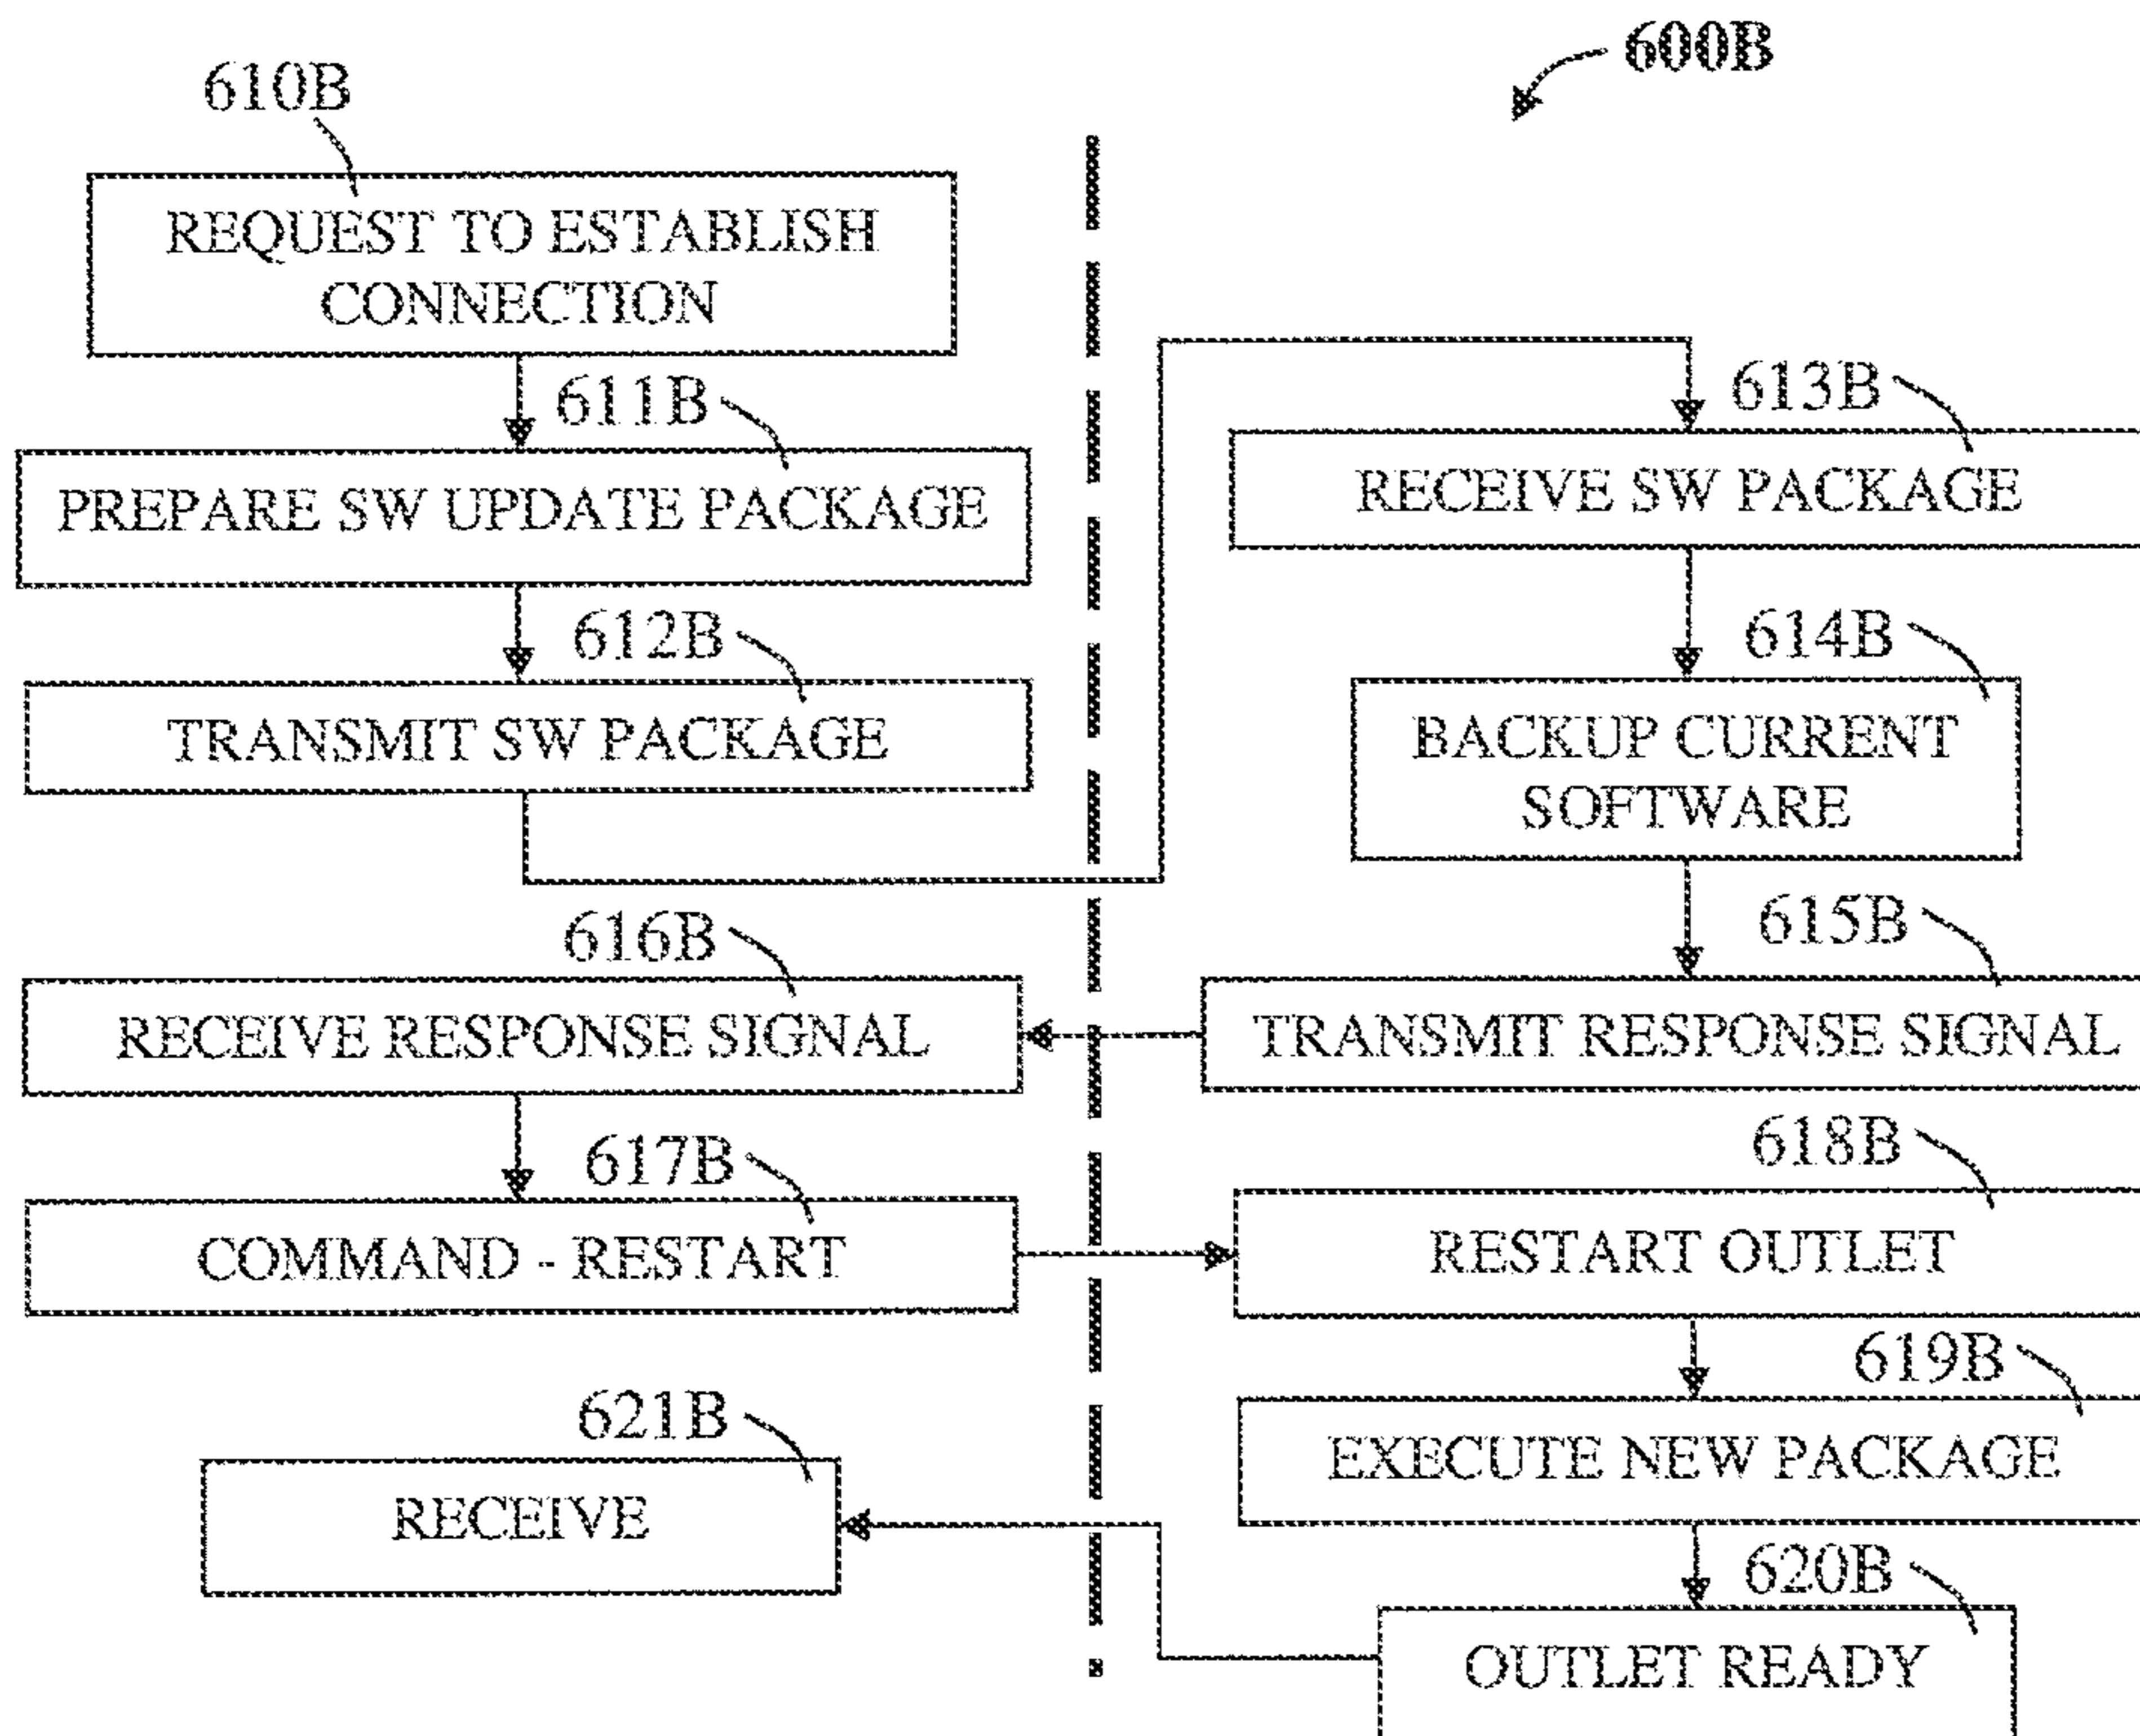 600B
610B
REQUEST TO ESTABLISH
CONNECTION
611B
PREPARE SW UPDATE PACKAGE
612B
TRANSMIT SW PACKAGE
613B
RECEIVE SW PACKAGE
614B
BACKUP CURRENT
SOFTWARE
615B
TRANSMIT RESPONSE SIGNAL
616B
RECEIVE RESPONSE SIGNAL
617B
COMMAND - RESTART
618B
RESTART OUTLET
619B
EXECUTE NEW PACKAGE
620B
OUTLET READY
621B
RECEIVE